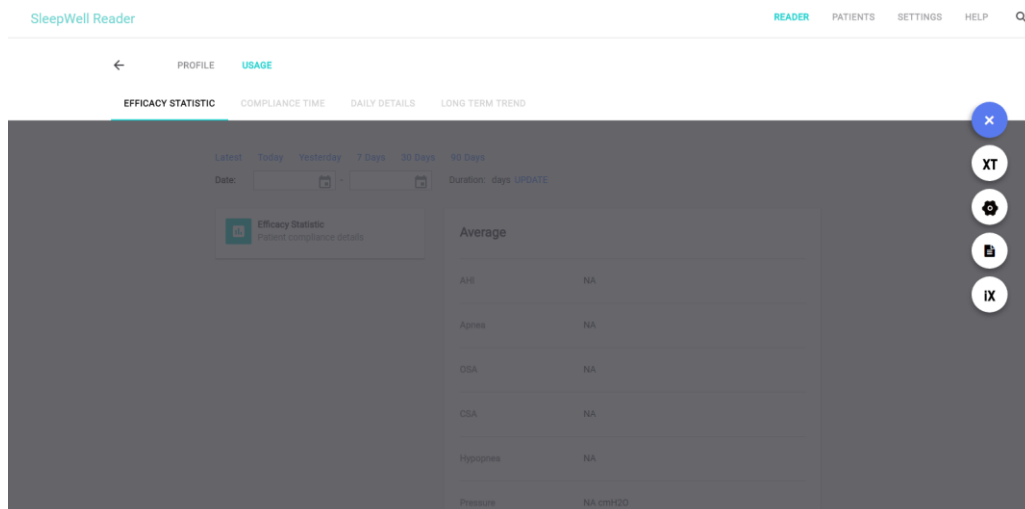 SleepWell Reader READER PATIENTS SETTINGS HELP
PROFILE USAGE
EFFICACY STATISTIC COMPLIANCE TIME DAILY DETAILS LONG TERM TREND
Latest Today Yesterday 7 Days 30 Days 90 Days
Date: - Duration: days UPDATE
XT
Efficacy Statistic
Patient compliance details
Average
AHI NA
iX
Apnea NA
OSA NA
CSA NA
Hypopnea NA
Pressure NA cmH2O